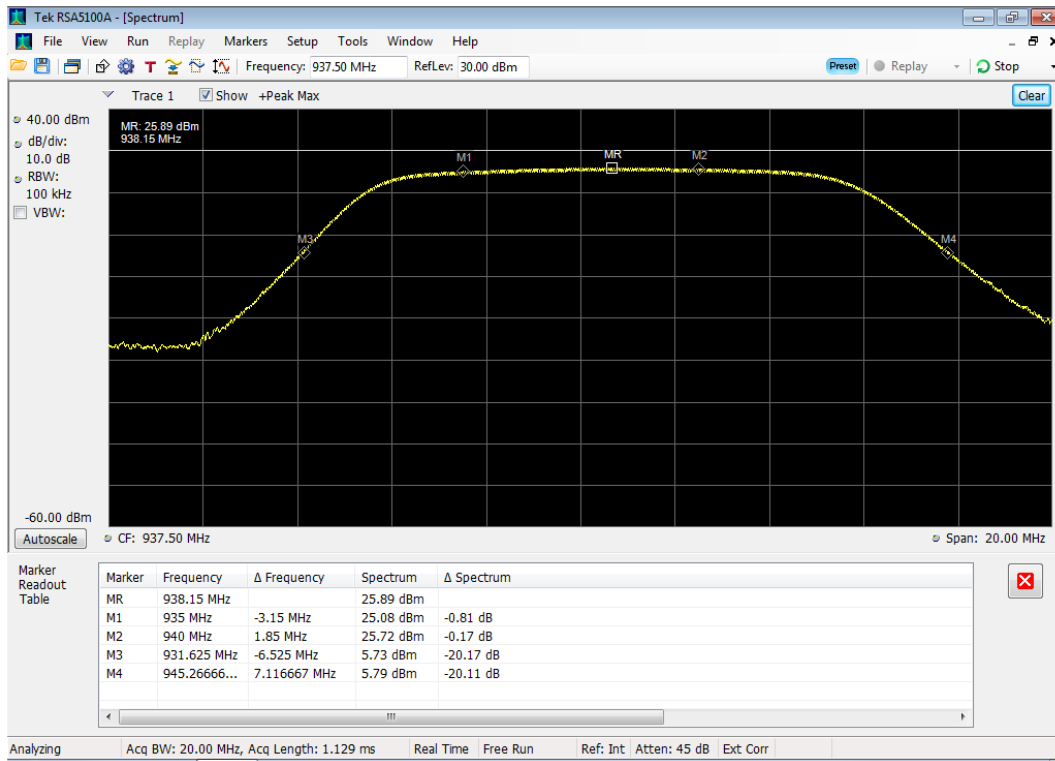 Tek RSA5100A - [Spectrum]
File View Run Replay Markers Setup Tools Window Help
T Frequency: 937.50 MHz RefLev: 30.00 dBm Preset Replay Stop
Trace 1 Show +Peak Max Clear
40.00 dBm
dB/div:
10.0 dB
RBW:
100 kHz
VBW:
MR: 25.89 dBm
938.15 MHz
M1 MR M2
M3 M4
-60.00 dBm
Autoscale CF: 937.50 MHz Span: 20.00 MHz
Marker
Readout
Table
Marker Frequency Δ Frequency Spectrum Δ Spectrum
MR 938.15 MHz 25.89 dBm
M1 935 MHz -3.15 MHz 25.08 dBm -0.81 dB
M2 940 MHz 1.85 MHz 25.72 dBm -0.17 dB
M3 931.625 MHz -6.525 MHz 5.73 dBm -20.17 dB
M4 945.26666... 7.116667 MHz 5.79 dBm -20.11 dB
Analyzing Acq BW: 20.00 MHz, Acq Length: 1.129 ms Real Time Free Run Ref: Int Atten: 45 dB Ext Corr